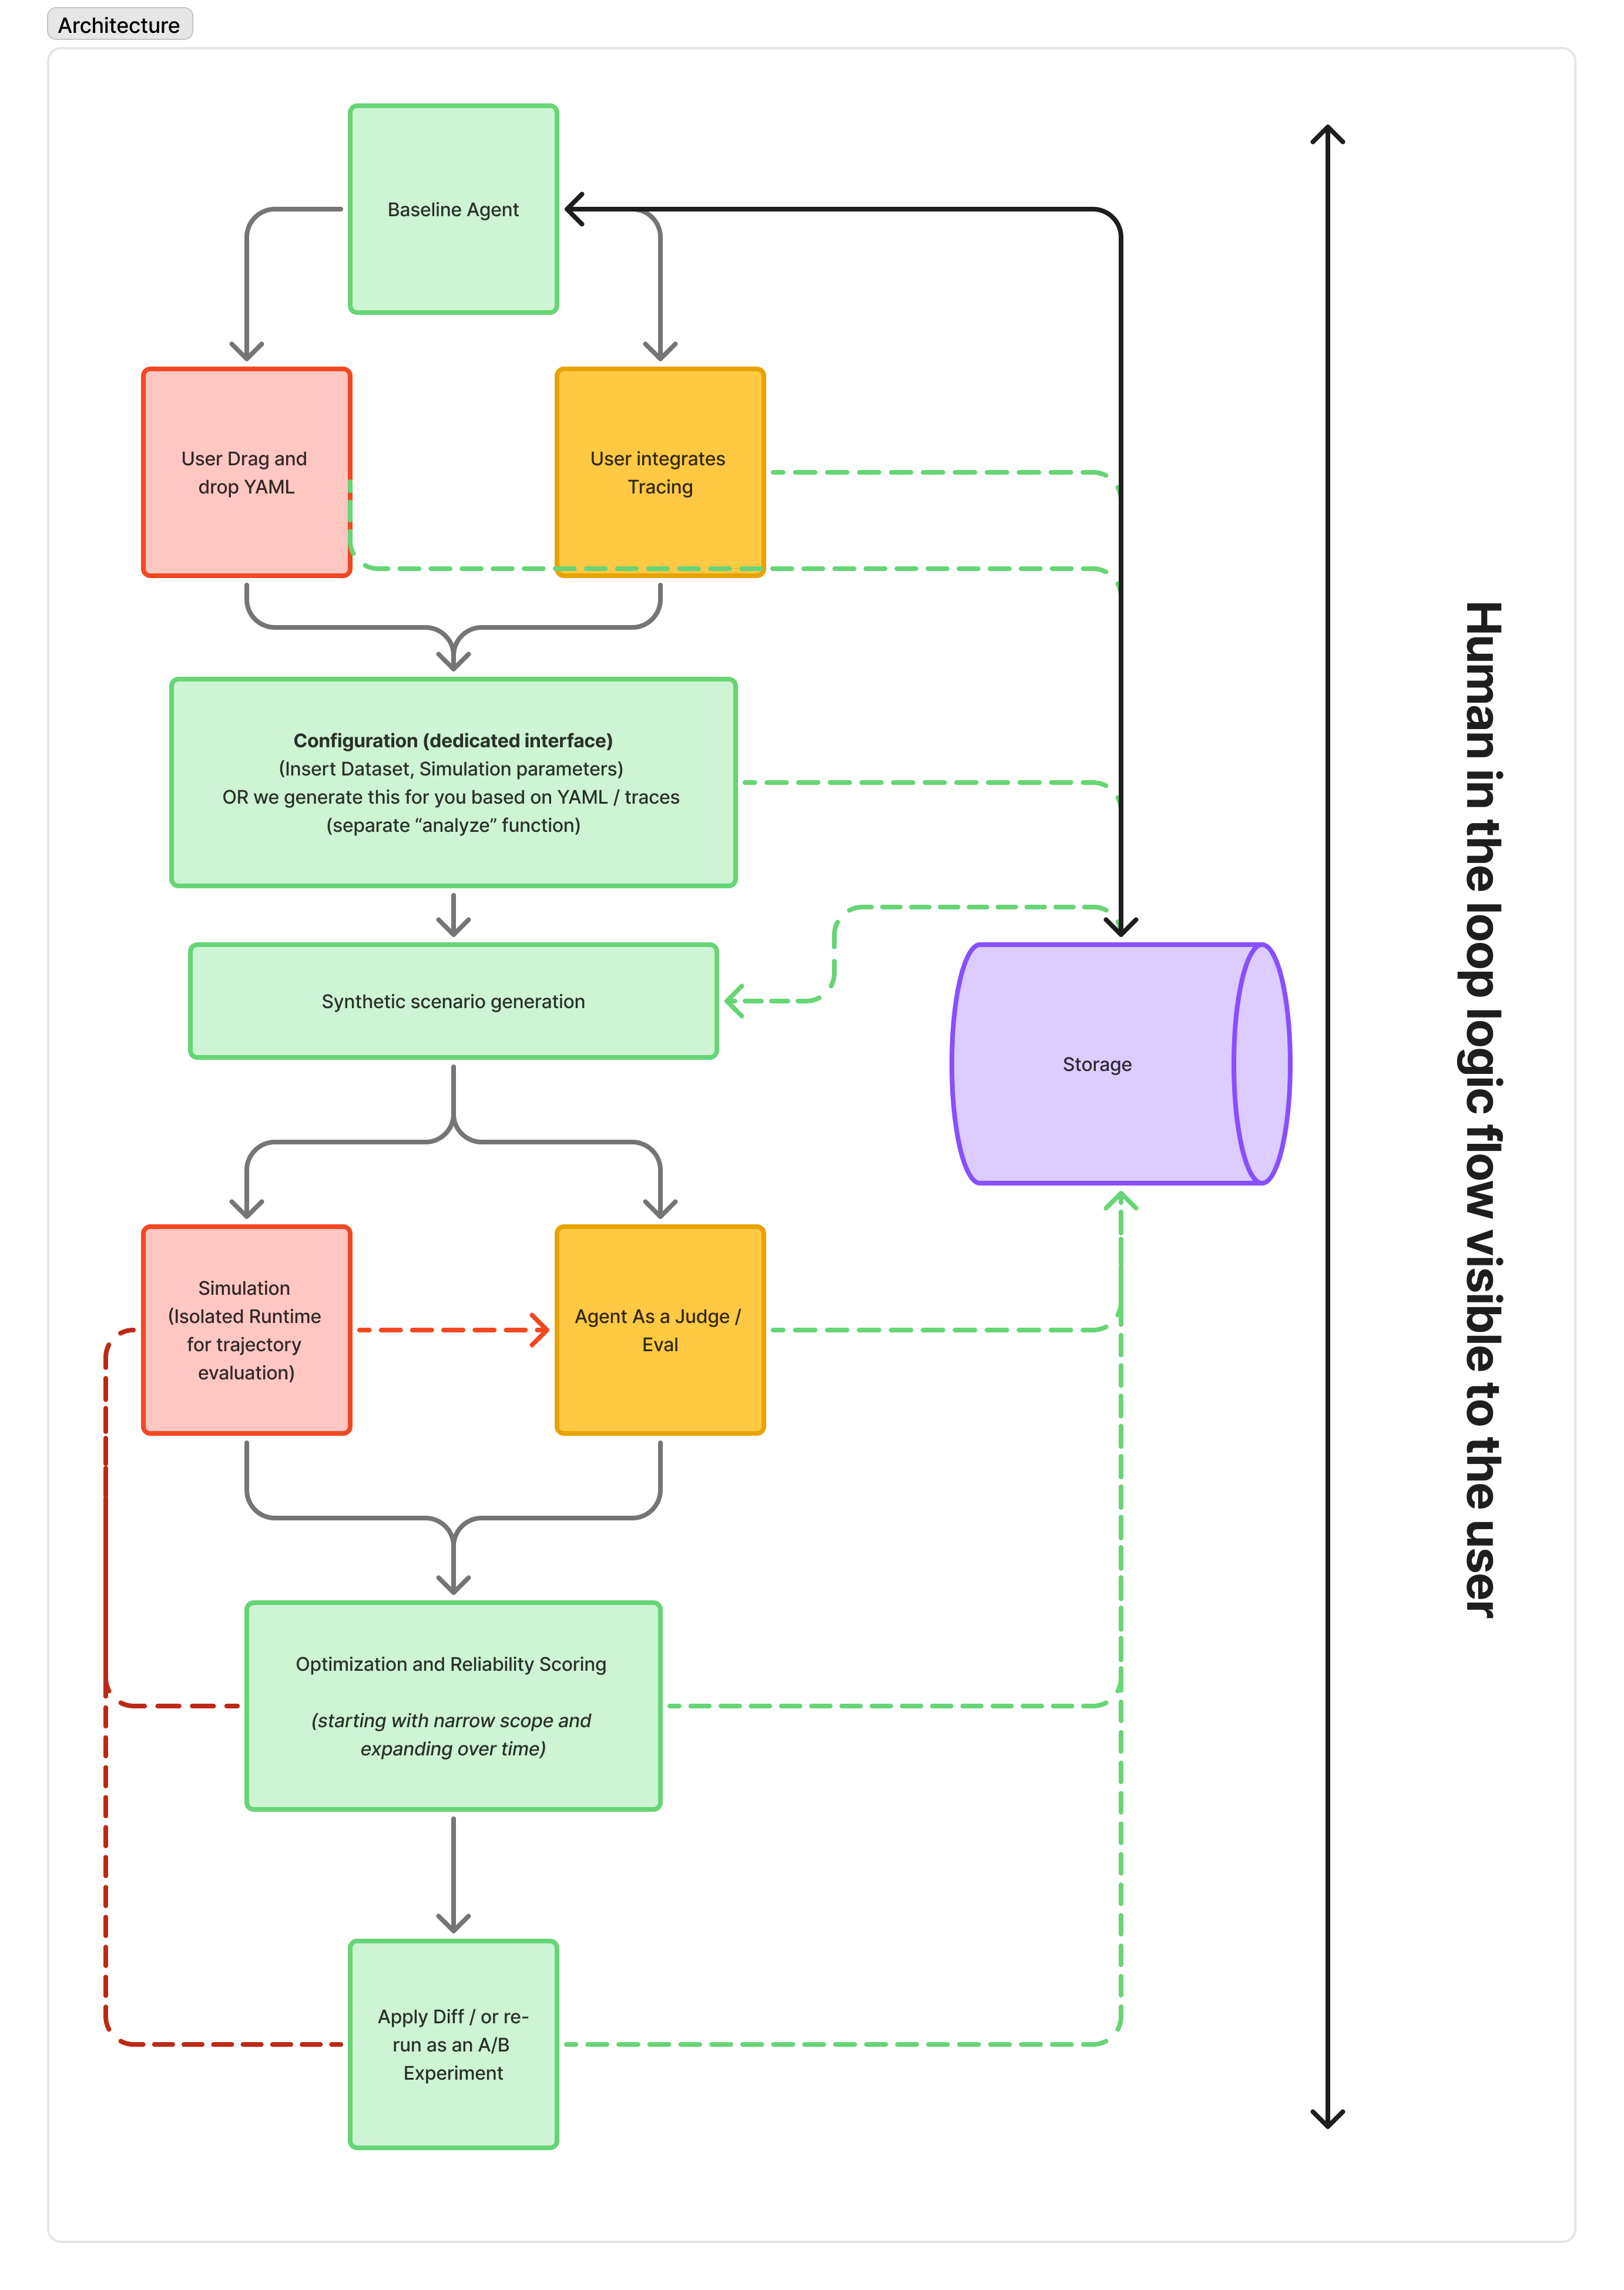 Architecture
Baseline Agent
User Drag and
drop YAML
User integrates
Tracing
Configuration (dedicated interface)
(Insert Dataset, Simulation parameters)
OR we generate this for you based on YAML / traces
(separate “analyze” function)
Synthetic scenario generation
Storage
Simulation
(Isolated Runtime
for trajectory
evaluation)
Agent As a Judge /
Eval
Optimization and Reliability Scoring
(starting with narrow scope and
expanding over time)
Apply Diff / or re-
run as an A/B
Experiment
Human in the loop logic flow visible to the user